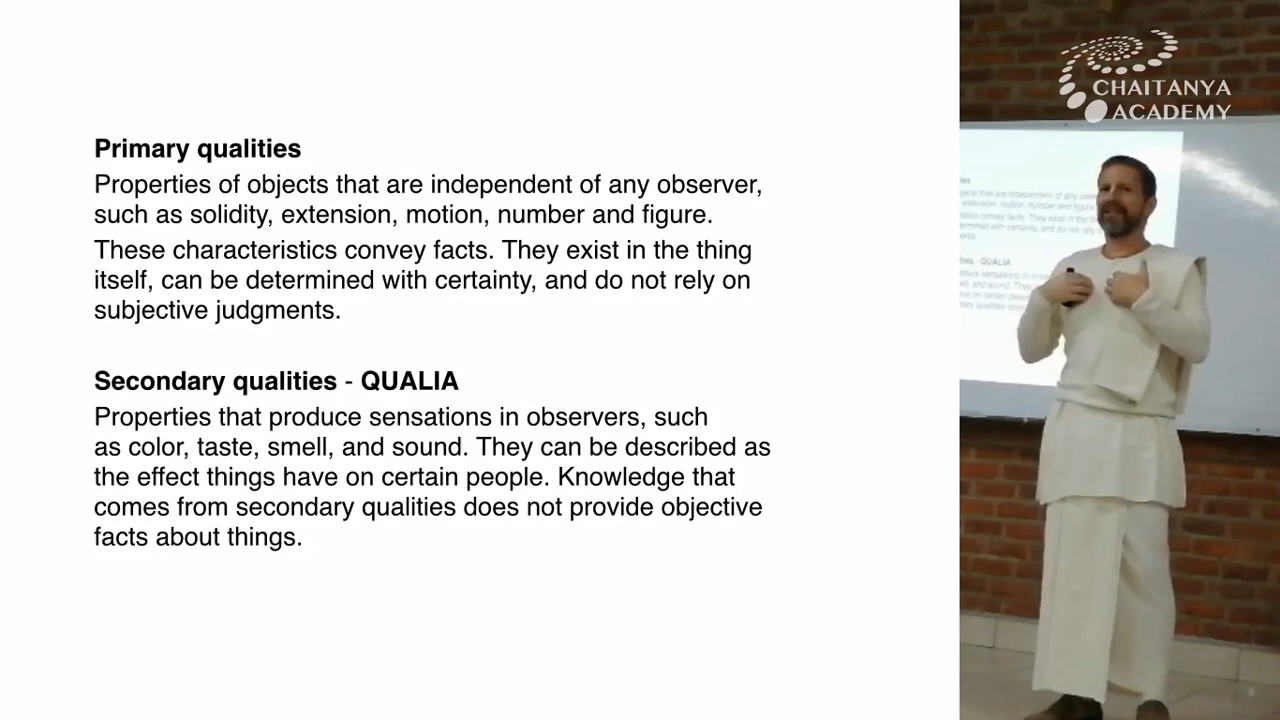 Primary qualities
Properties of objects that are independent of any observer,
such as solidity, extension, motion, number and figure.
These characteristics convey facts. They exist in the thing
itself, can be determined with certainty, and do not rely on
subjective judgments.
Secondary qualities - QUALIA
Properties that produce sensations in observers, such
as color, taste, smell, and sound. They can be described as
the effect things have on certain people. Knowledge that
comes from secondary qualities does not provide objective
facts about things.
CHAITANYA
ACADEMY